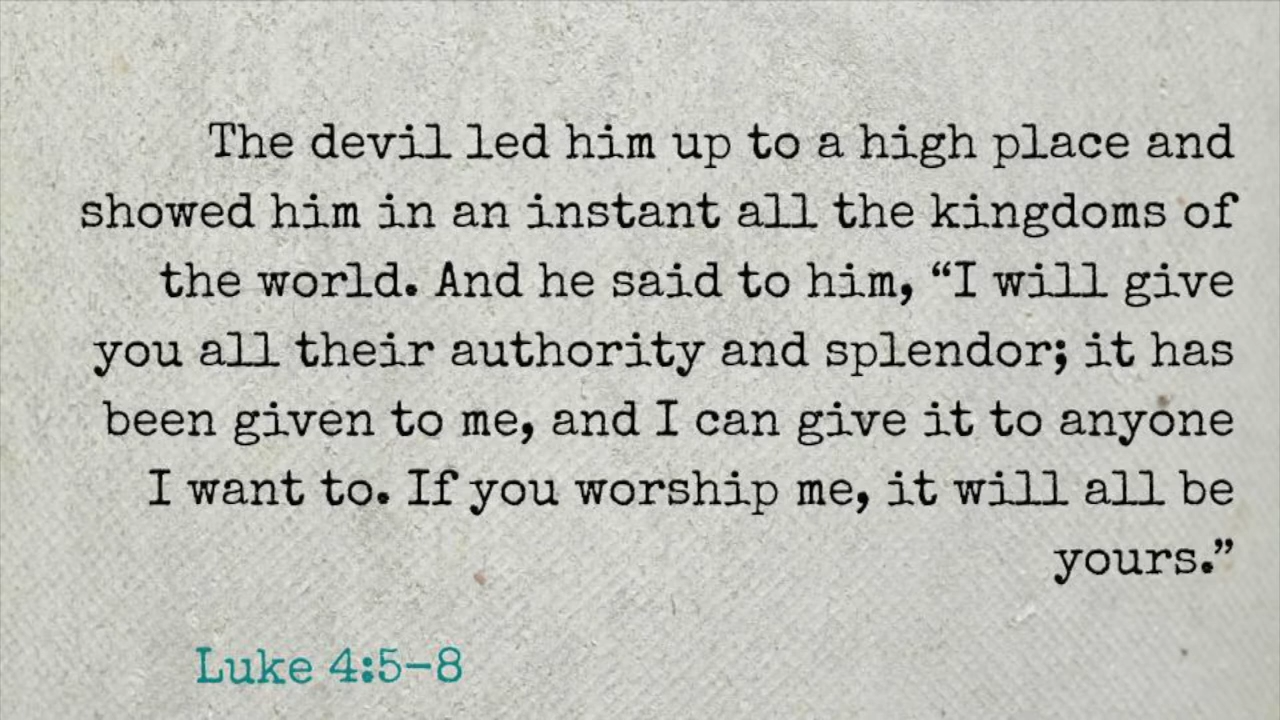 The devil led him up to a high place and
showed him in an instant all the kingdoms of
the world. And he said to him, “I will give
you all their authority and splendor; it has
been given to me, and I can give it to anyone
I want to. If you worship me, it will all be
yours.”
Luke 4:5-8